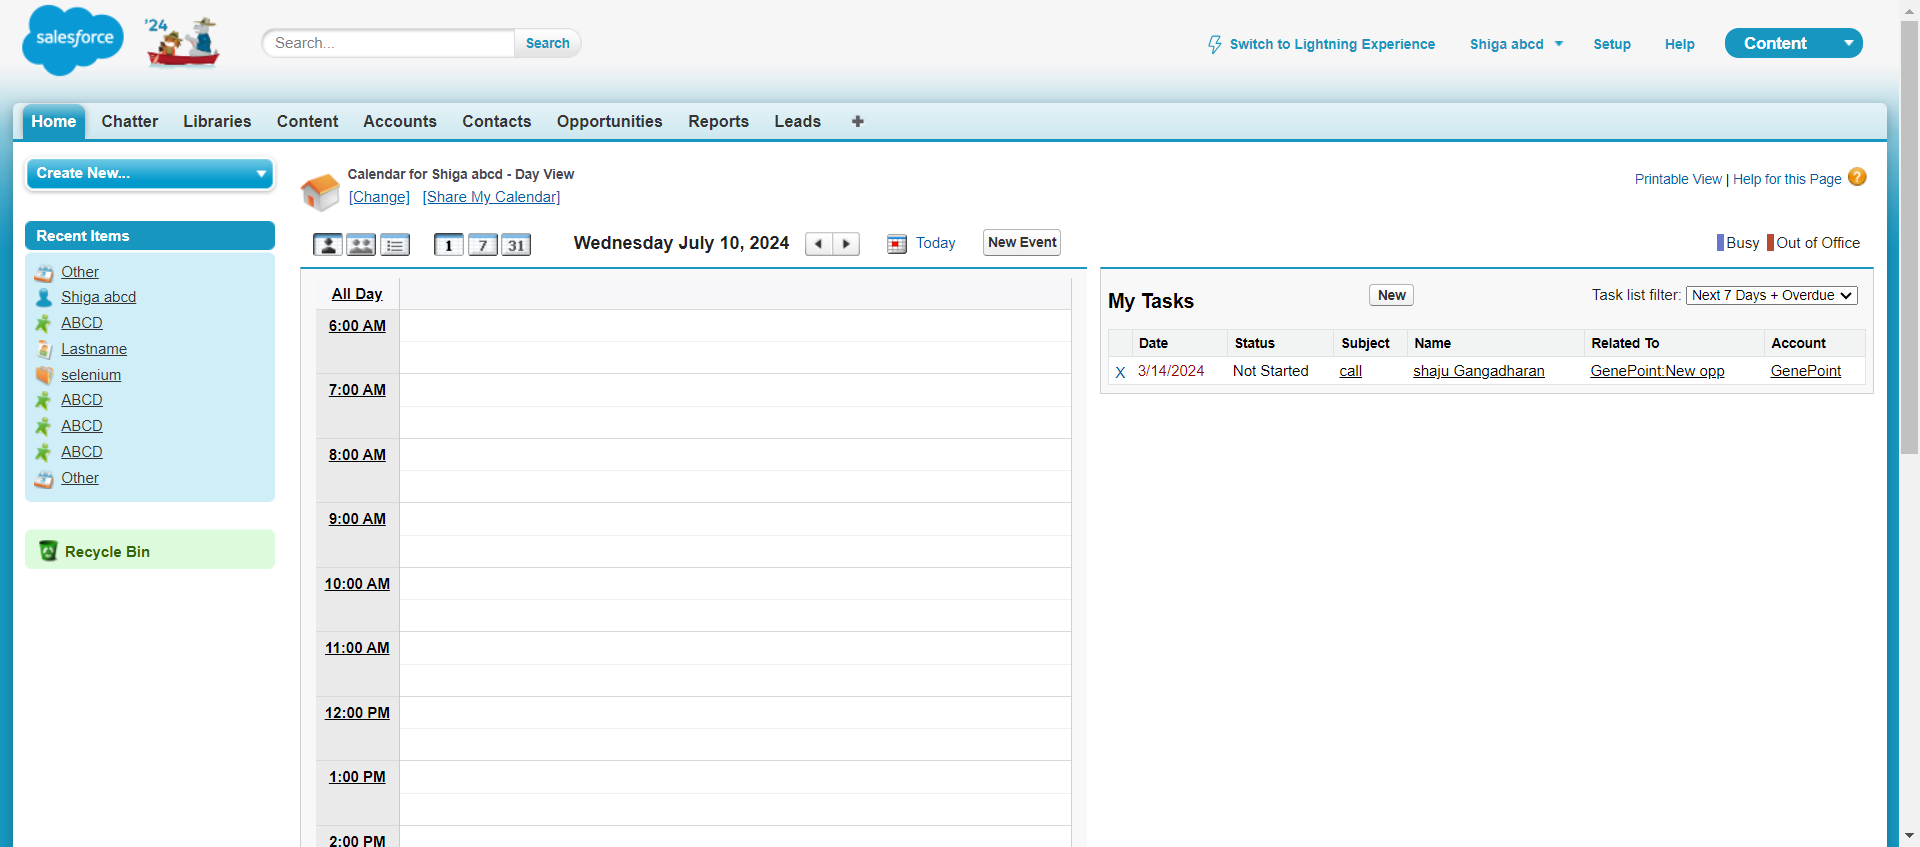 salesforce
'24
Search...
Search
Switch to Lightning Experience
Shiga abcd
Setup
Help
Content
Home
Chatter
Libraries
Content
Accounts
Contacts
Opportunities
Reports
Leads
+
Create New...
Recent Items
Other
Shiga abcd
ABCD
Lastname
selenium
ABCD
ABCD
ABCD
Other
Recycle Bin
Calendar for Shiga abcd - Day View
[Change] [Share My Calendar]
Printable View | Help for this Page ?
1 7 31
Wednesday July 10, 2024
Today
New Event
Busy Out of Office
All Day
6:00 AM
7:00 AM
8:00 AM
9:00 AM
10:00 AM
11:00 AM
12:00 PM
1:00 PM
2:00 PM
My Tasks
New
Task list filter: Next 7 Days + Overdue
Date Status Subject Name Related To Account
X 3/14/2024 Not Started call shaju Gangadharan GenePoint:New opp GenePoint